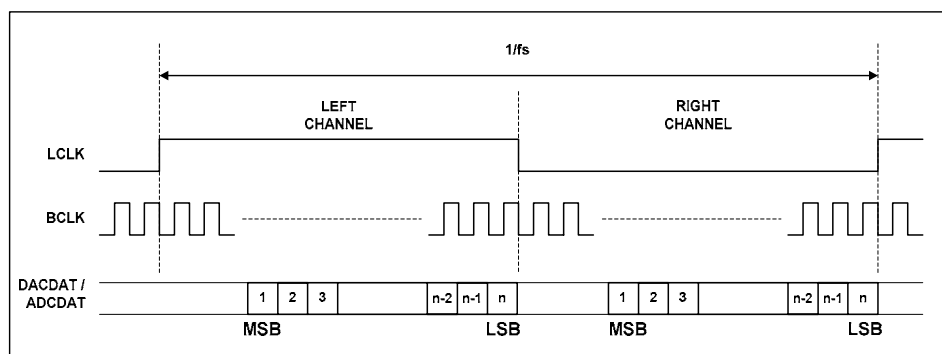 1/fs
LEFT
CHANNEL
RIGHT
CHANNEL
LCLK
BCLK
DACDAT /
ADCDAT
1 2 3 n-2 n-1 n 1 2 3 n-2 n-1 n
MSB LSB MSB LSB